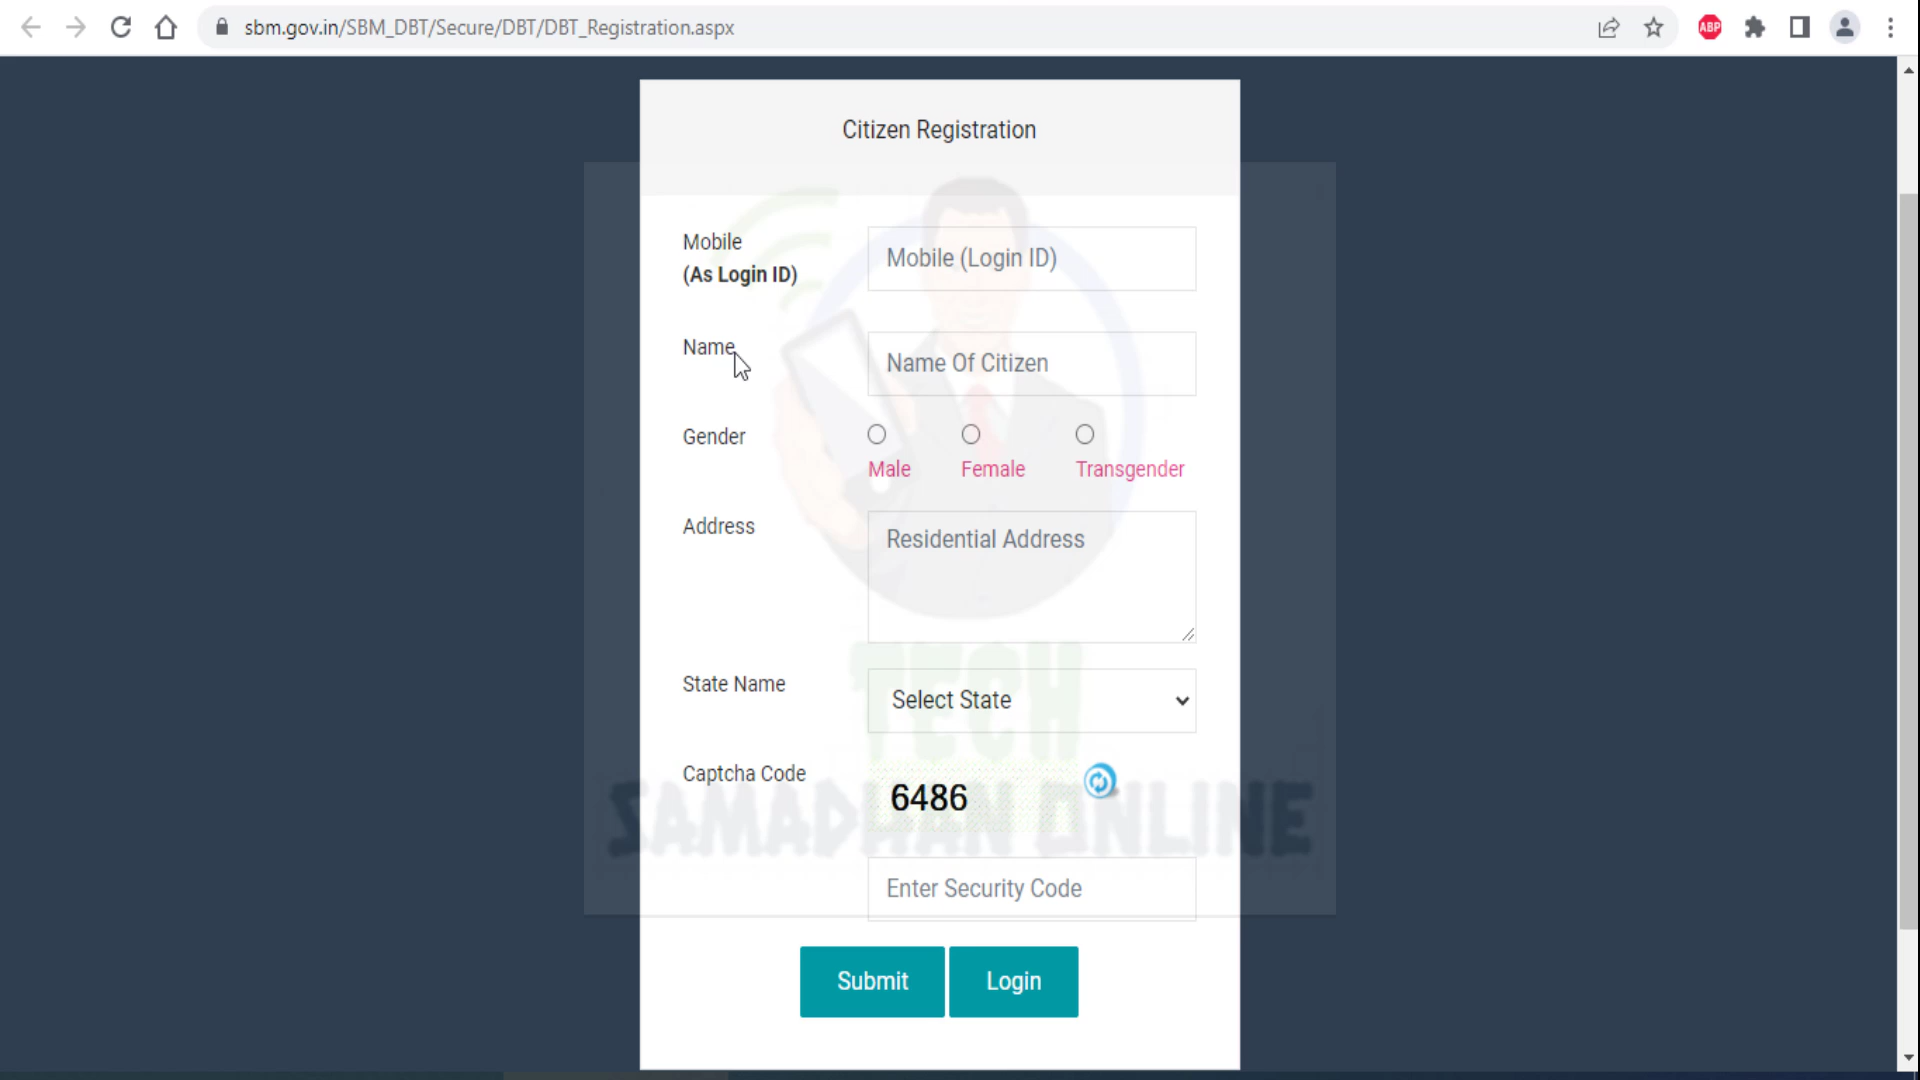 sbm.gov.in/SBM_DBT/Secure/DBT/DBT_Registration.aspx
ABP
Citizen Registration
Mobile
(As Login ID)
Mobile (Login ID)
Name
Name Of Citizen
Gender
Male
Female
Transgender
Address
Residential Address
State Name
Select State
TECH
Captcha Code
6486
SAMADHAN ONLINE
Enter Security Code
Submit
Login